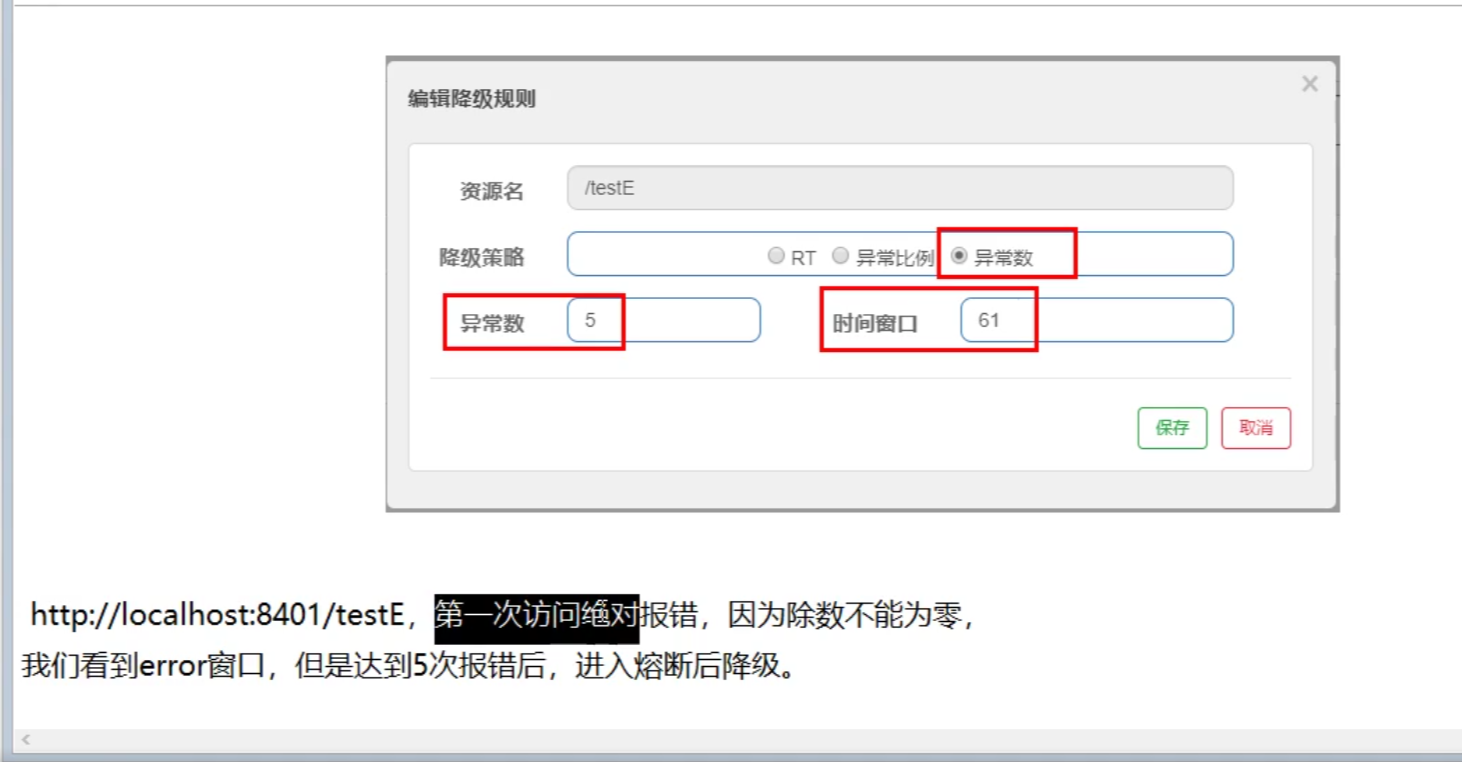 编辑降级规则
×
资源名 /testE
降级策略 RT 异常比例 异常数
异常数 5 时间窗口 61
保存 取消
http://localhost:8401/testE，第一次访问绝对报错，因为除数不能为零，
我们看到error窗口，但是达到5次报错后，进入熔断后降级。